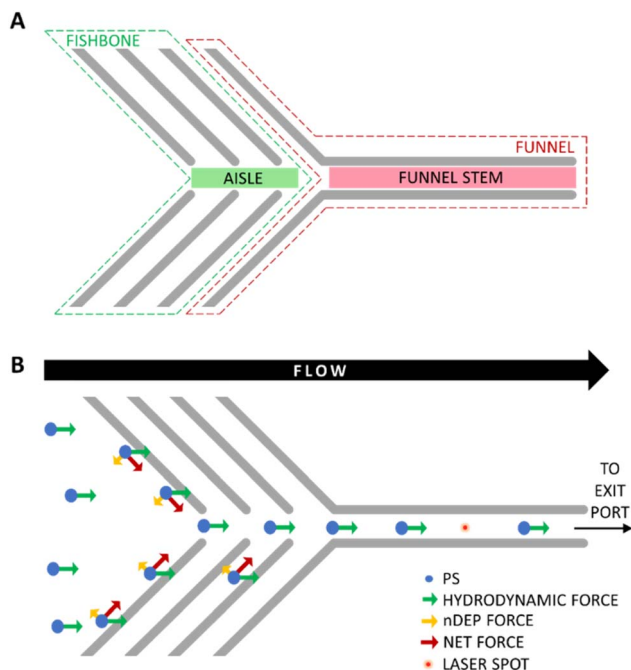 A
FISHBONE
FUNNEL
AISLE
FUNNEL STEM
B
FLOW
TO
EXIT
PORT
PS
HYDRODYNAMIC FORCE
nDEP FORCE
NET FORCE
LASER SPOT